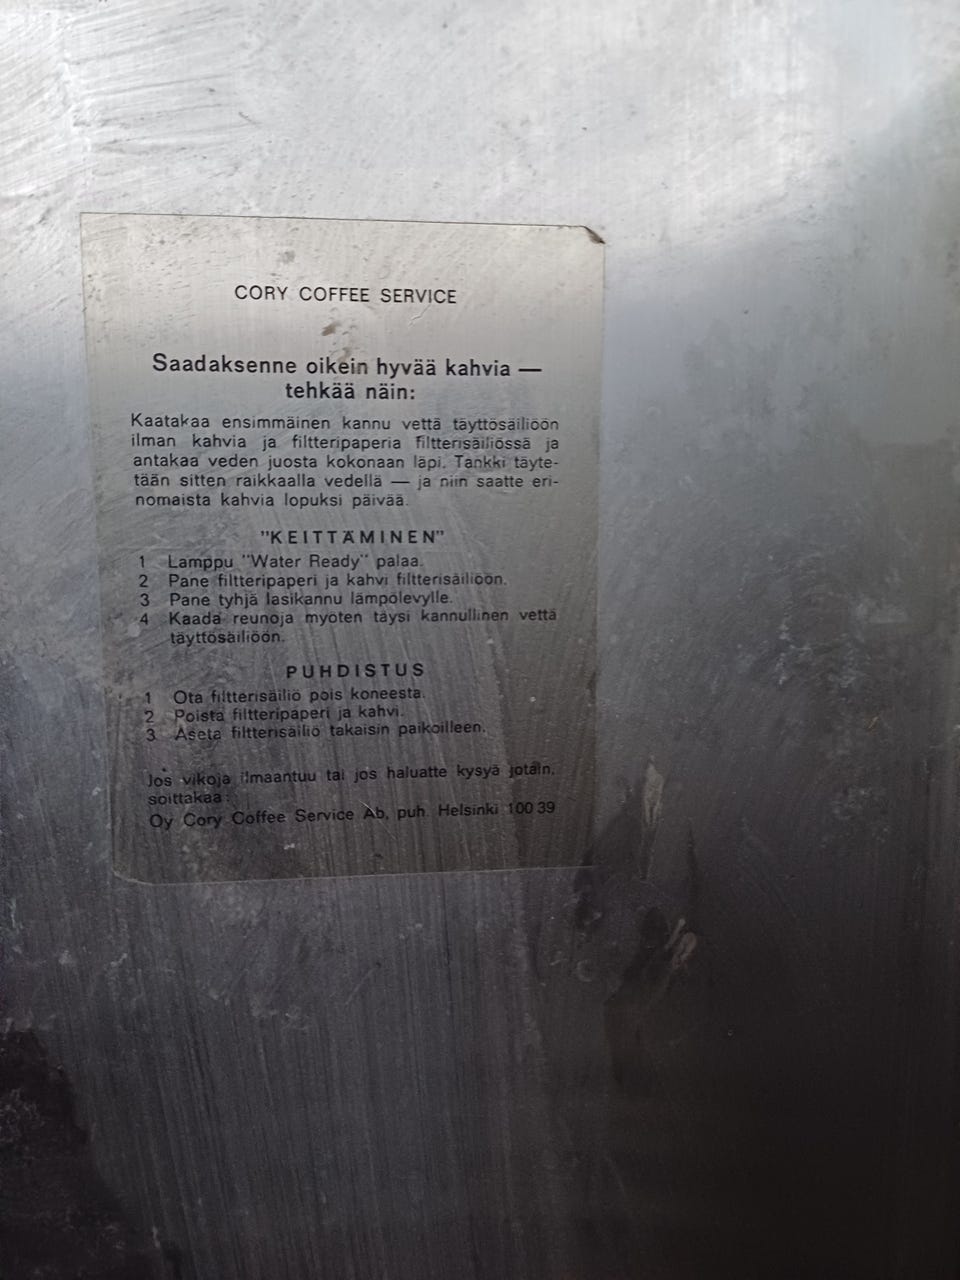 CORY COFFEE SERVICE
Saadaksenne oikein hyvää kahvia —
tehkää näin:
Kaatakaa ensimmäinen kannu vettä täyttösäiliöön
ilman kahvia ja filtteripaperia filtterisäiliössä ja
antakaa veden juosta kokonaan läpi. Tankki täyte-
tään sitten raikkaalla vedellä — ja niin saatte eri-
nomaista kahvia lopuksi päivää.
"KEITTÄMINEN"
1 Lamppu "Water Ready" palaa.
2 Pane filtteripaperi ja kahvi filtterisäiliöön.
3 Pane tyhjä lasikannu lämpölevylle.
4 Kaada reunoja myöten täysi kannullinen vettä
täyttösäiliöön.
PUHDISTUS
1 Ota filtterisäiliö pois koneesta.
2 Poista filtteripaperi ja kahvi.
3 Aseta filtterisäiliö takaisin paikoilleen.
Jos vikoja ilmaantuu tai jos haluatte kysyä jotain,
soittakaa:
Oy Cory Coffee Service Ab, puh. Helsinki 100 39